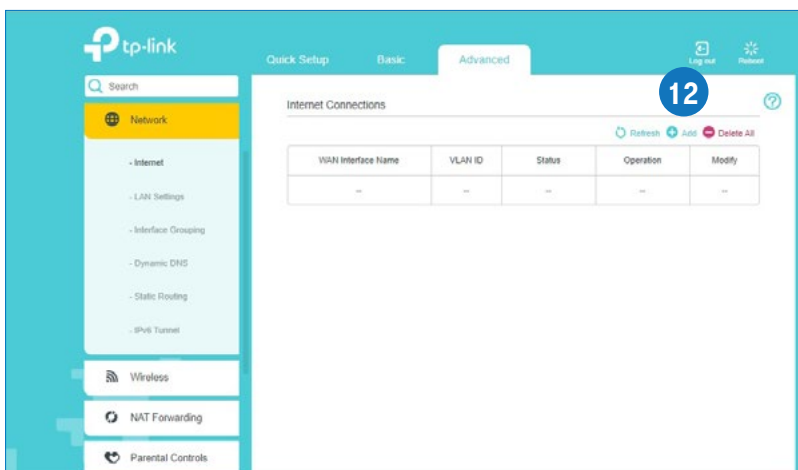 tp-link
Quick Setup Basic Advanced Log out Reboot
Search
12
Internet Connections
Network
Refresh Add Delete All
WAN Interface Name VLAN ID Status Operation Modify
-- -- -- -- --
- Internet
- LAN Settings
- Interface Grouping
- Dynamic DNS
- Static Routing
- IPv6 Tunnel
Wireless
NAT Forwarding
Parental Controls